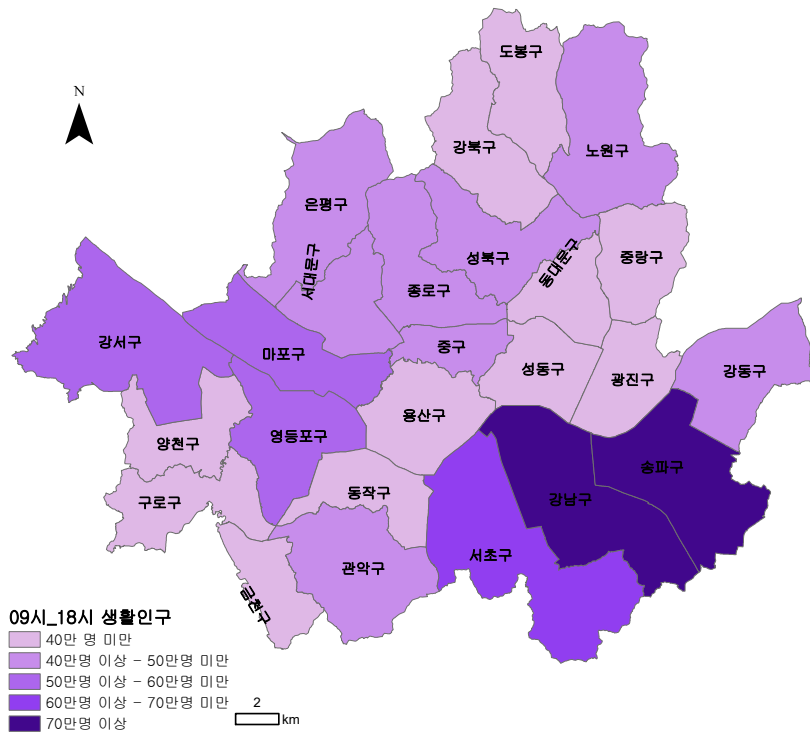 도봉구
N
강북구
노원구
은평구
서대문구
성북구
동대문구
중랑구
종로구
강서구
마포구
중구
성동구
광진구
강동구
용산구
양천구
영등포구
송파구
구로구
동작구
강남구
서초구
관악구
금천구
09시_18시 생활인구
40만 명 미만
40만명 이상 - 50만명 미만
50만명 이상 - 60만명 미만
60만명 이상 - 70만명 미만
70만명 이상
2
km